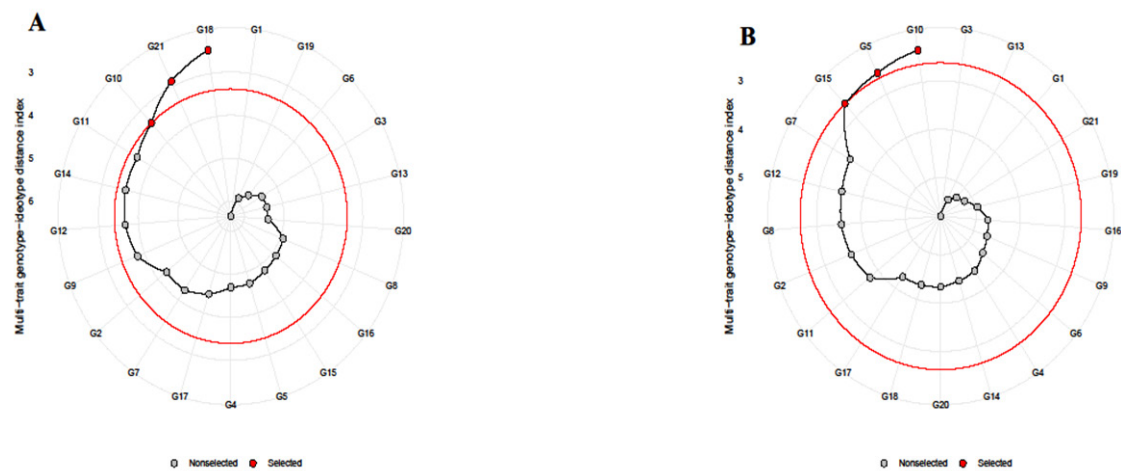 A
G18
G1
G21
G19
G10
G6
G11
G3
G14
G13
G12
G20
G9
G8
G2
G16
G7
G15
G17
G5
G4
3
4
5
6
Multi-trait genotype-ideotype distance index
Nonselected Selected
B
G10
G3
G5
G13
G15
G1
G7
G21
G12
G19
G8
G16
G2
G9
G11
G6
G17
G4
G18
G14
G20
3
4
5
Multi-trait genotype-ideotype distance index
Nonselected Selected